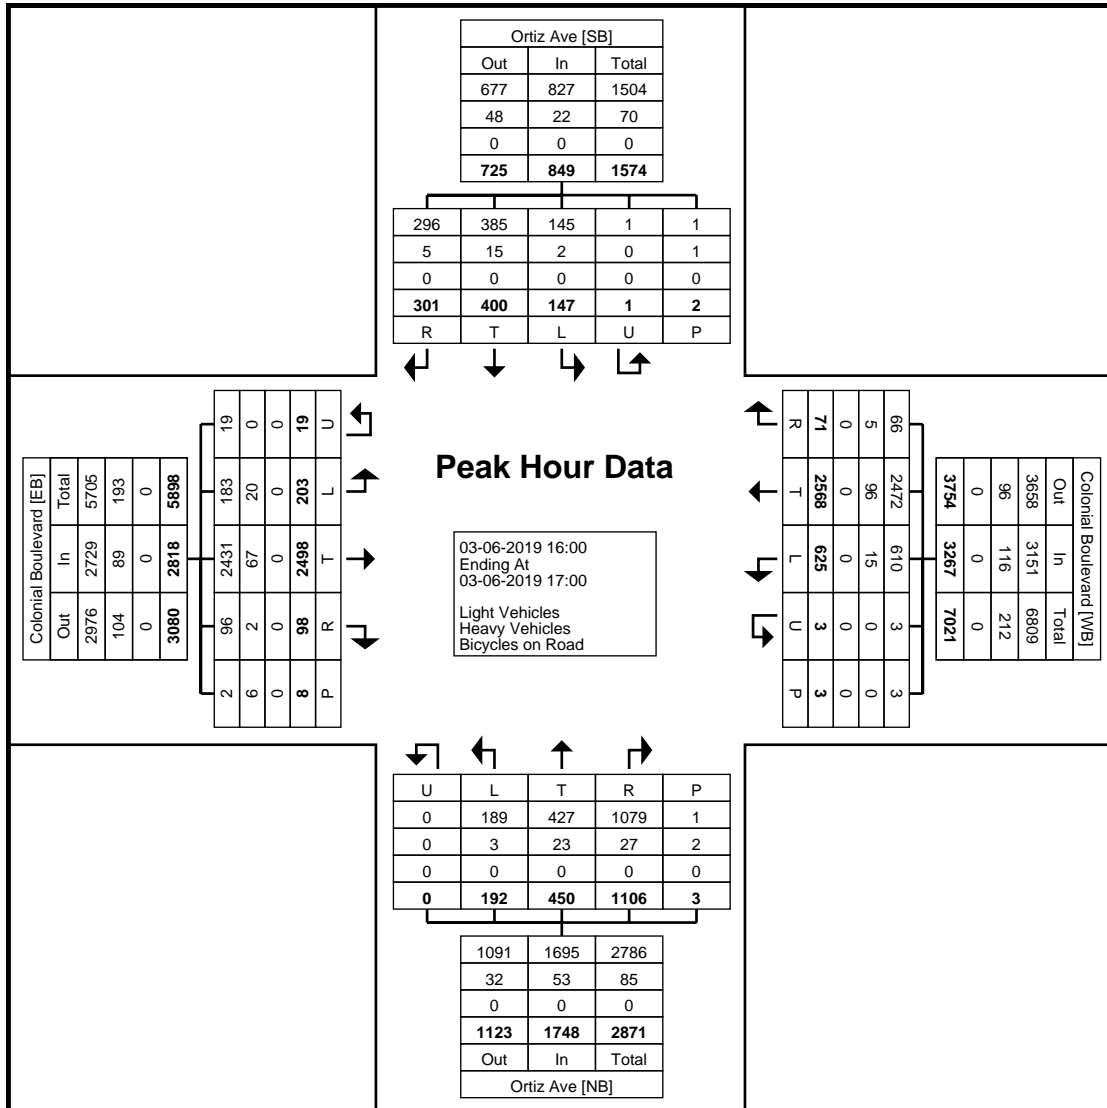 Ortiz Ave [SB]
Out In Total
677 827 1504
48 22 70
0 0 0
725 849 1574
296 385 145 1 1
5 15 2 0 1
0 0 0 0 0
301 400 147 1 2
R T L U P
Colonial Boulevard [EB]
Total In Out
5705 2729 2976
193 89 104
0 0 0
5898 2818 3080
19 183 2431 96 2
0 20 67 2 6
0 0 0 0 0
19 203 2498 98 8
U L T R P
Peak Hour Data
03-06-2019 16:00
Ending At
03-06-2019 17:00
Light Vehicles
Heavy Vehicles
Bicycles on Road
Colonial Boulevard [WB]
Out In Total
3658 3151 6809
96 116 212
0 0 0
3754 3267 7021
66 2472 610 3 3
5 96 15 0 0
0 0 0 0 0
71 2568 625 3 3
R T L U P
U L T R P
0 189 427 1079 1
0 3 23 27 2
0 0 0 0 0
0 192 450 1106 3
1091 1695 2786
32 53 85
0 0 0
1123 1748 2871
Out In Total
Ortiz Ave [NB]